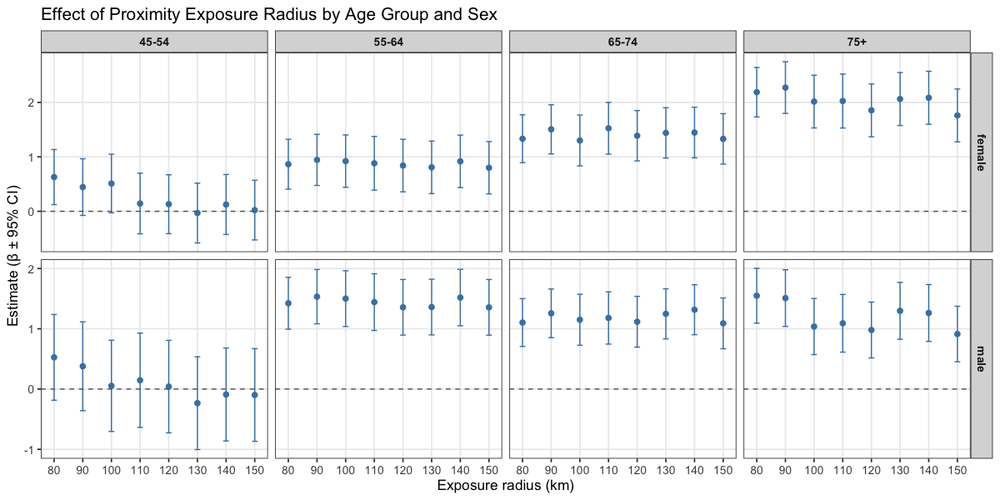 Effect of Proximity Exposure Radius by Age Group and Sex
45-54 55-64 65-74 75+
2
1
0
female
2
1
0
-1
male
Estimate (β ± 95% CI)
80 90 100 110 120 130 140 150 80 90 100 110 120 130 140 150 80 90 100 110 120 130 140 150 80 90 100 110 120 130 140 150
Exposure radius (km)